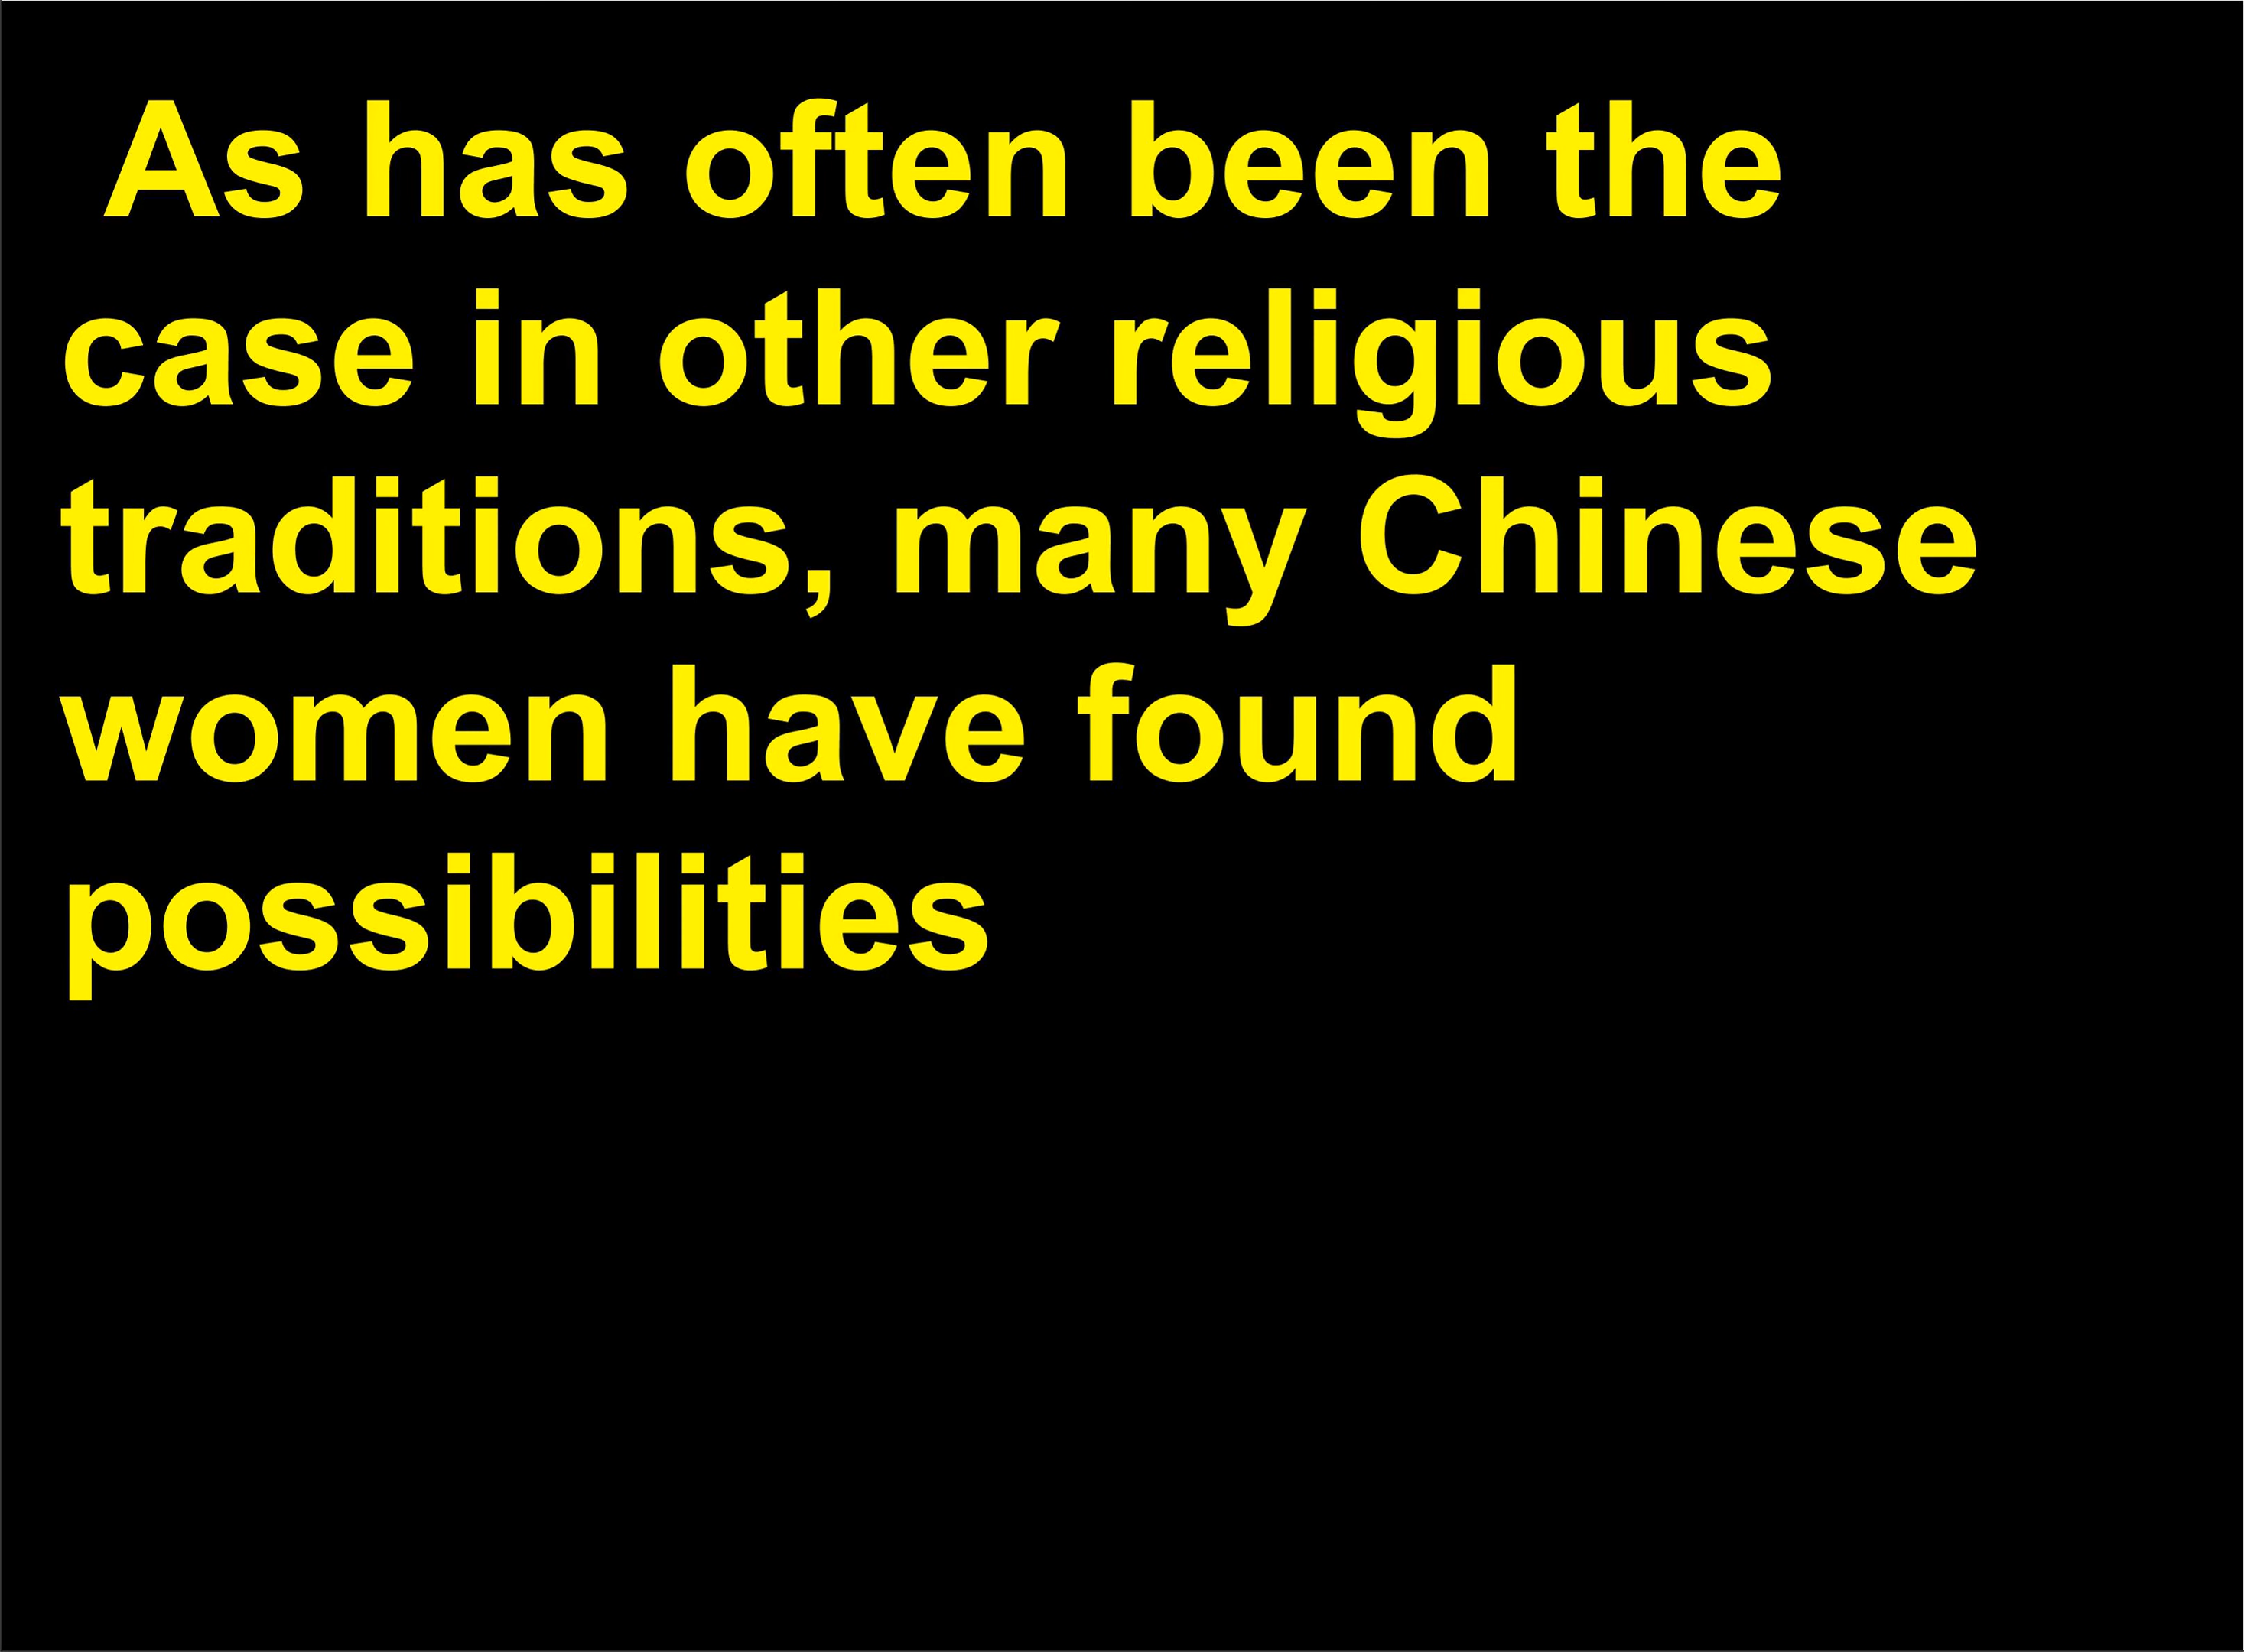 As has often been the
case in other religious
traditions, many Chinese
women have found
possibilities